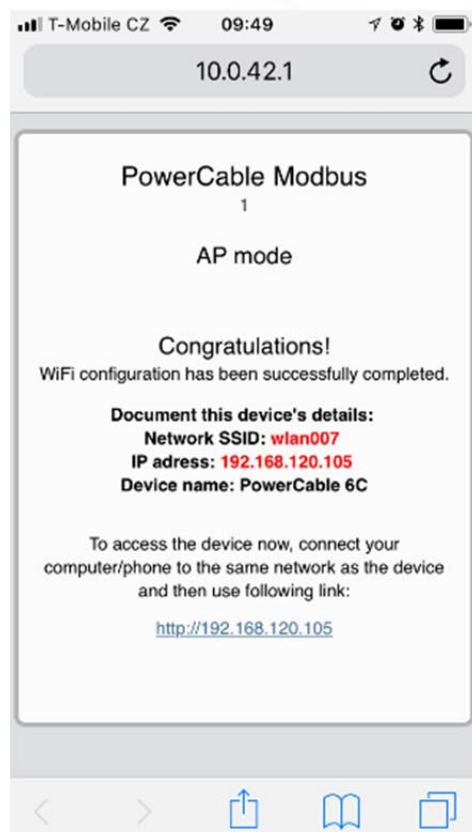 T-Mobile CZ 09:49
10.0.42.1
PowerCable Modbus
1
AP mode
Congratulations!
WiFi configuration has been successfully completed.
Document this device's details:
Network SSID: wlan007
IP adress: 192.168.120.105
Device name: PowerCable 6C
To access the device now, connect your
computer/phone to the same network as the device
and then use following link:
http://192.168.120.105